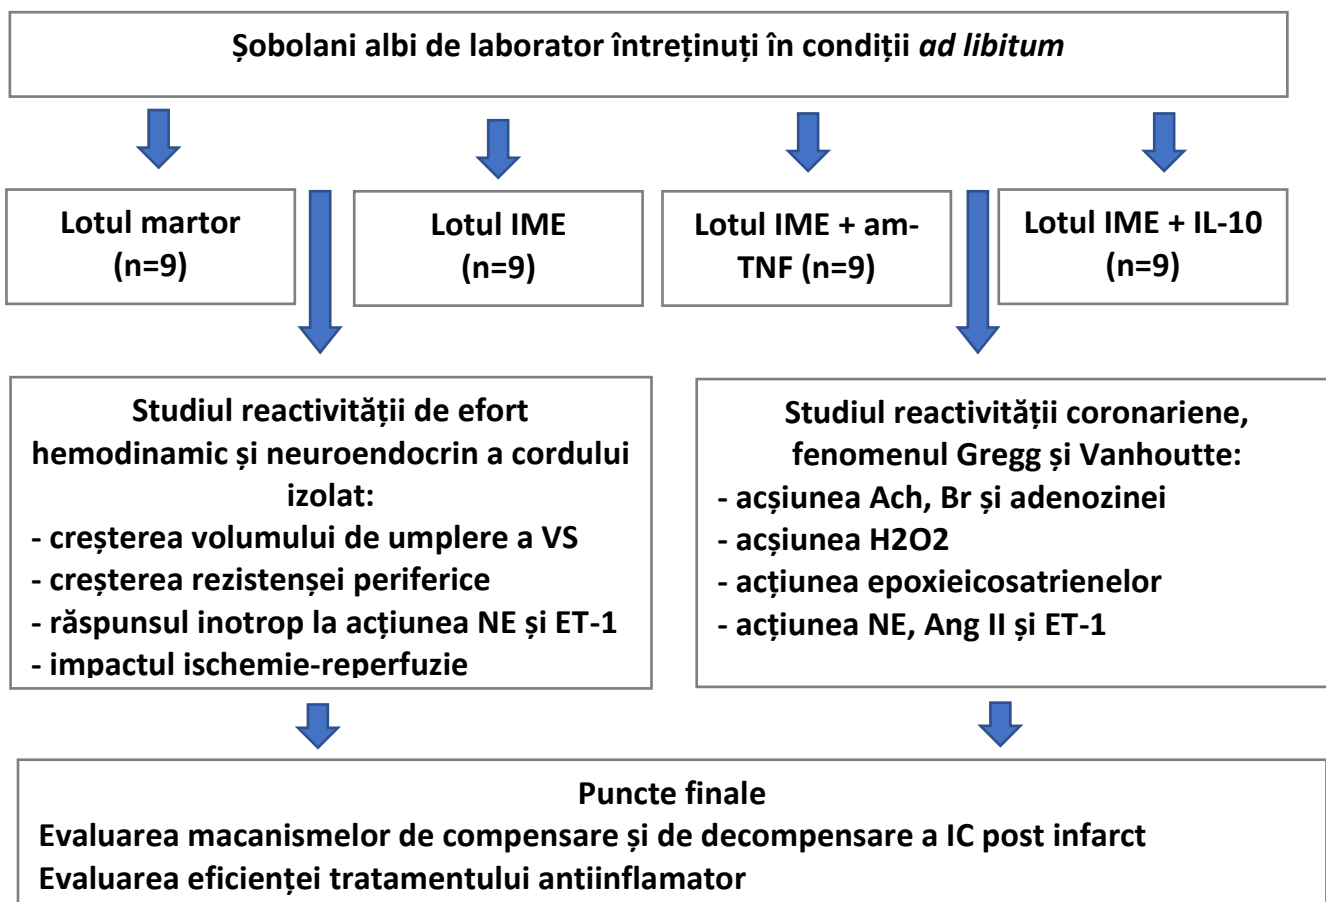 Șobolani albi de laborator întreținuți în condiții ad libitum
Lotul martor
(n=9)
Lotul IME
(n=9)
Lotul IME + am-
TNF (n=9)
Lotul IME + IL-10
(n=9)
Studiul reactivității de efort
hemodinamic și neuroendocrin a cordului
izolat:
- creșterea volumului de umplere a VS
- creșterea rezistenșei periferice
- răspunsul inotrop la acțiunea NE și ET-1
- impactul ischemie-reperfuzie
Studiul reactivității coronariene,
fenomenul Gregg și Vanhoutte:
- acșiunea Ach, Br și adenozinei
- acșiunea H2O2
- acțiunea epoxieicosatrienelor
- acțiunea NE, Ang II și ET-1
Puncte finale
Evaluarea macanismelor de compensare și de decompensare a IC post infarct
Evaluarea eficienței tratamentului antiinflamator